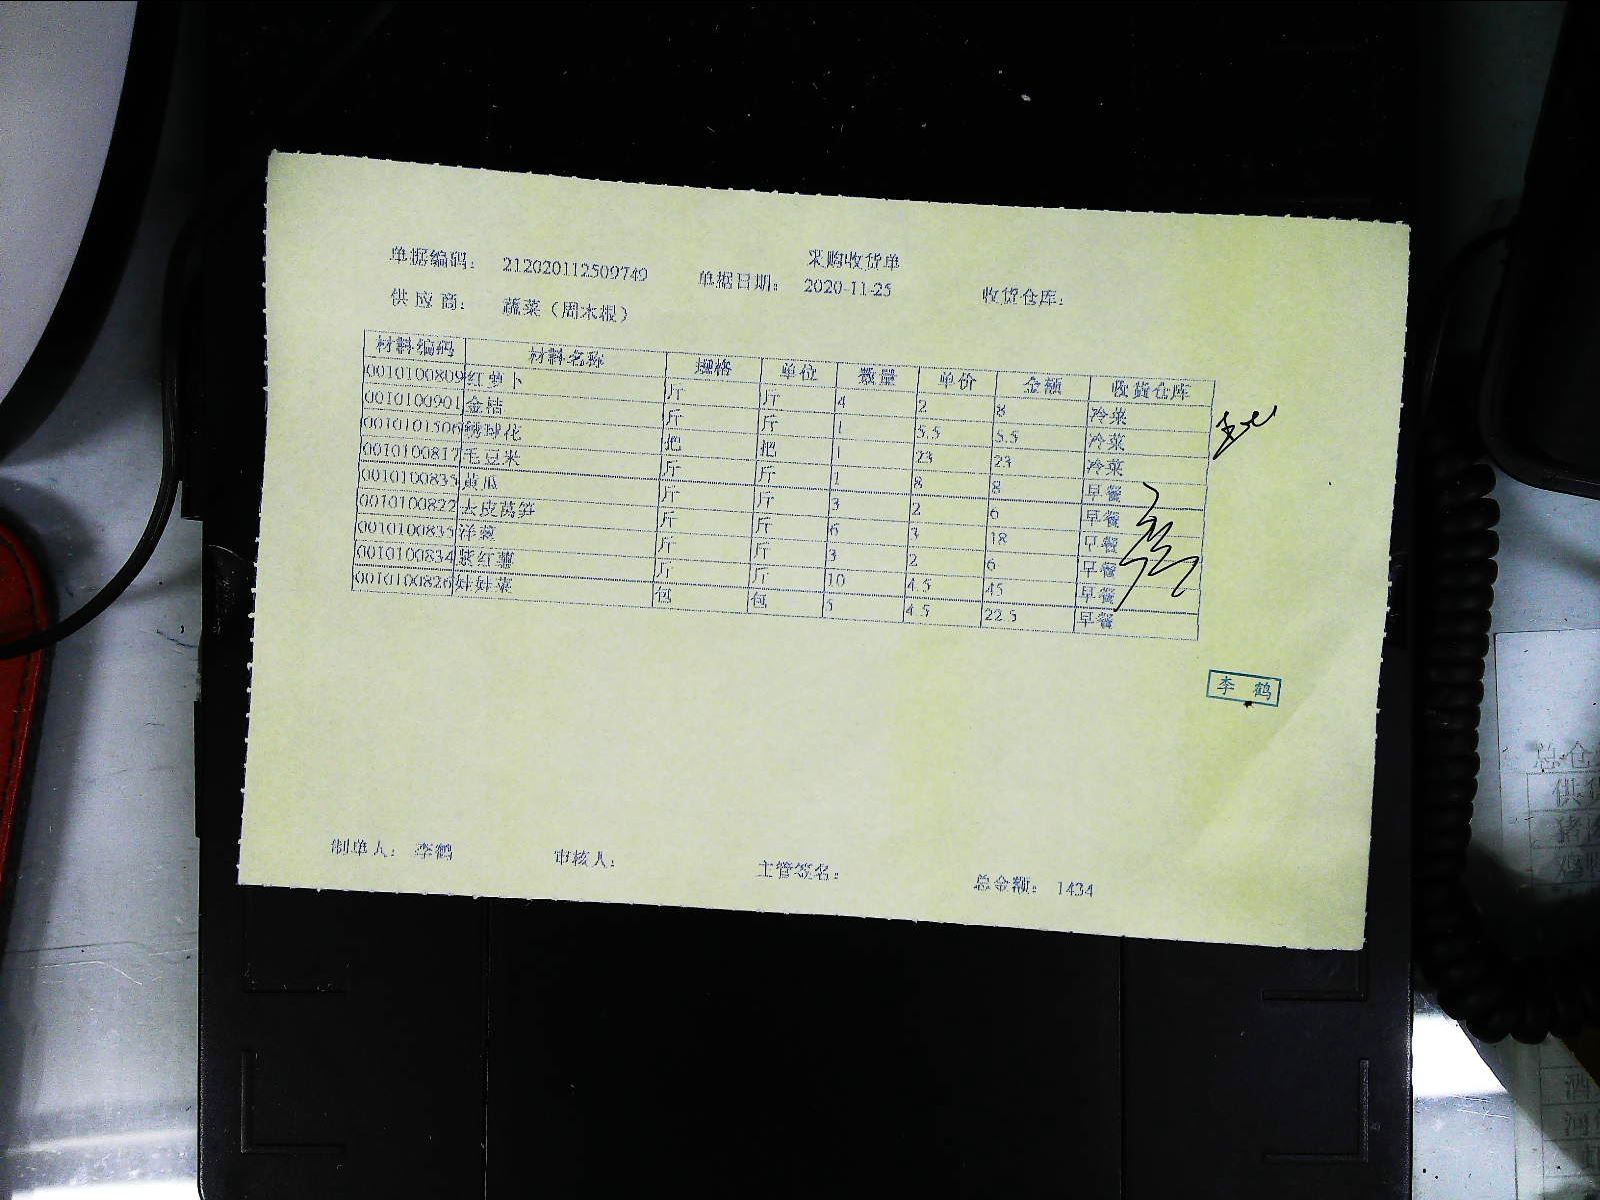 采购收货单
单据编码： 212020112509749 单据日期： 2020-11-25 收货仓库：
供应商： 蔬菜（周木根）
材料编码 材料名称 规格 单位 数量 单价 金额 收货仓库
0010100809 红萝卜 斤 斤 4 2 8 冷菜
0010100901 金桔 斤 斤 1 5.5 5.5 冷菜
0010101506 绣球花 把 把 1 23 23 冷菜
0010100817 毛豆米 斤 斤 1 8 8 早餐
0010100833 黄瓜 斤 斤 3 2 6 早餐
0010100822 去皮莴笋 斤 斤 6 3 18 早餐
0010100835 洋葱 斤 斤 3 2 6 早餐
0010100834 紫红薯 斤 斤 10 4.5 45 早餐
0010100826 娃娃菜 包 包 5 4.5 22.5 早餐
李鹤
制单人： 李鹤 审核人： 主管签名： 总金额： 1434
总仓